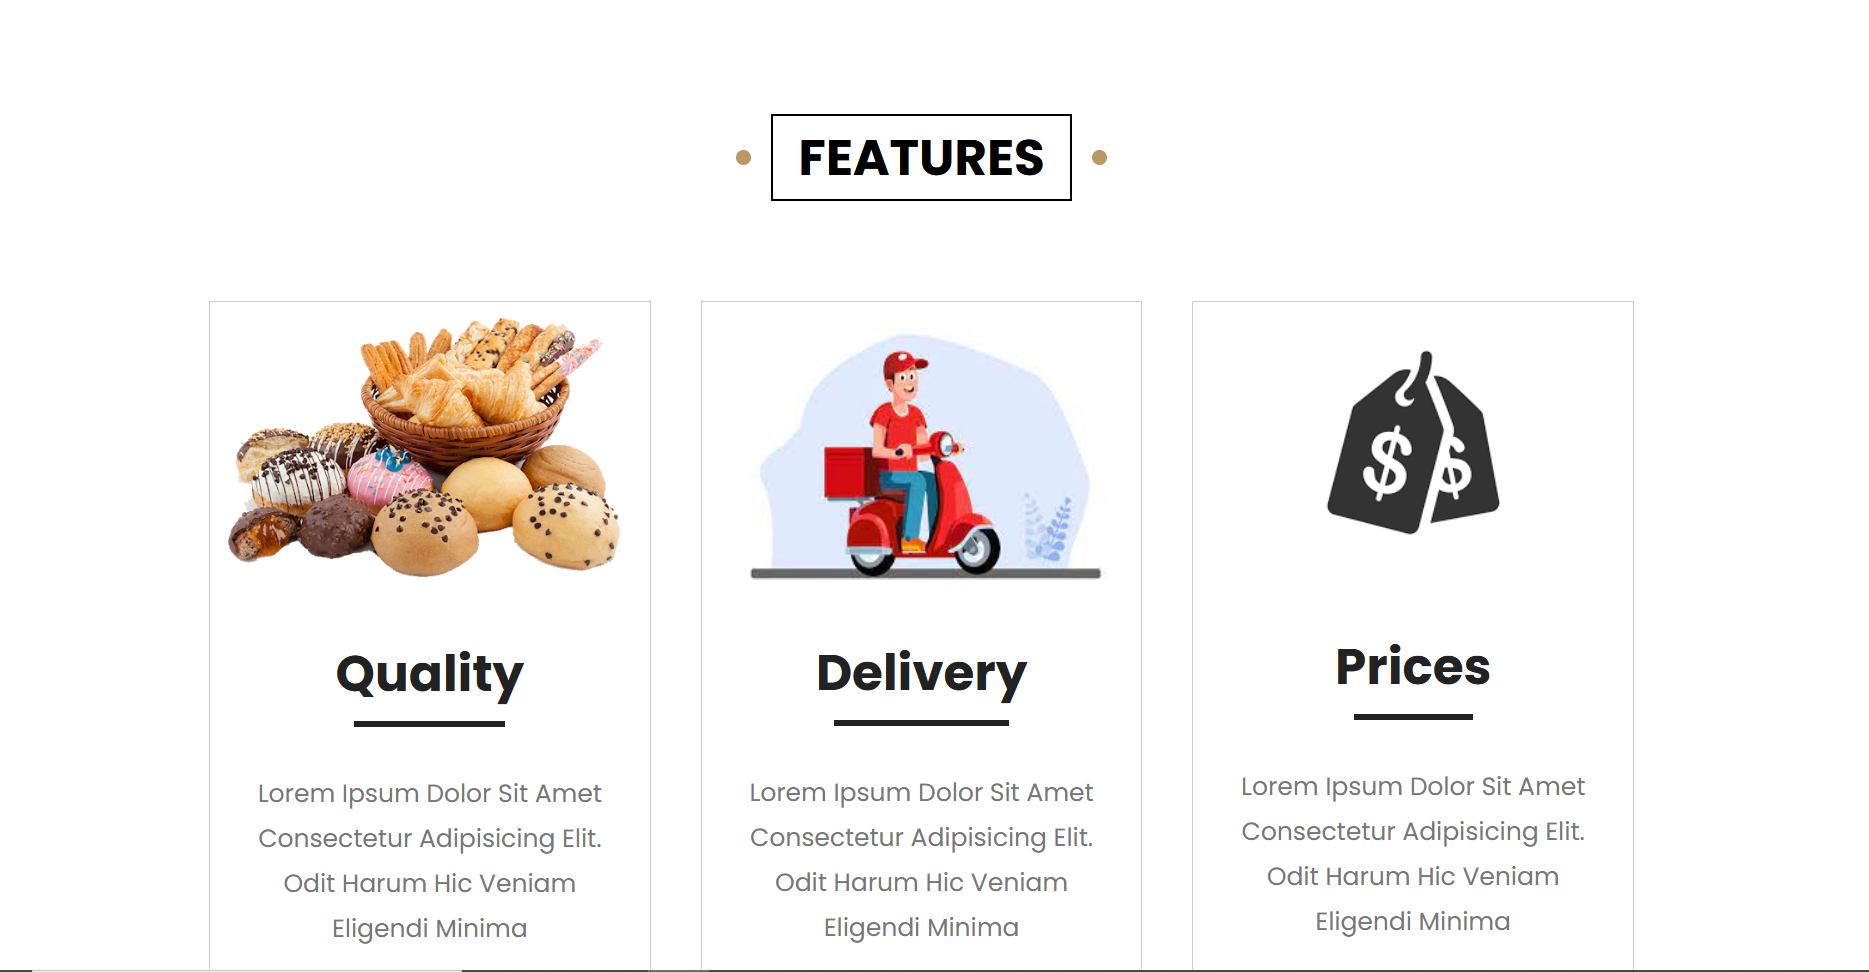 FEATURES
$ $
Quality
Lorem Ipsum Dolor Sit Amet
Consectetur Adipisicing Elit.
Odit Harum Hic Veniam
Eligendi Minima
Delivery
Lorem Ipsum Dolor Sit Amet
Consectetur Adipisicing Elit.
Odit Harum Hic Veniam
Eligendi Minima
Prices
Lorem Ipsum Dolor Sit Amet
Consectetur Adipisicing Elit.
Odit Harum Hic Veniam
Eligendi Minima